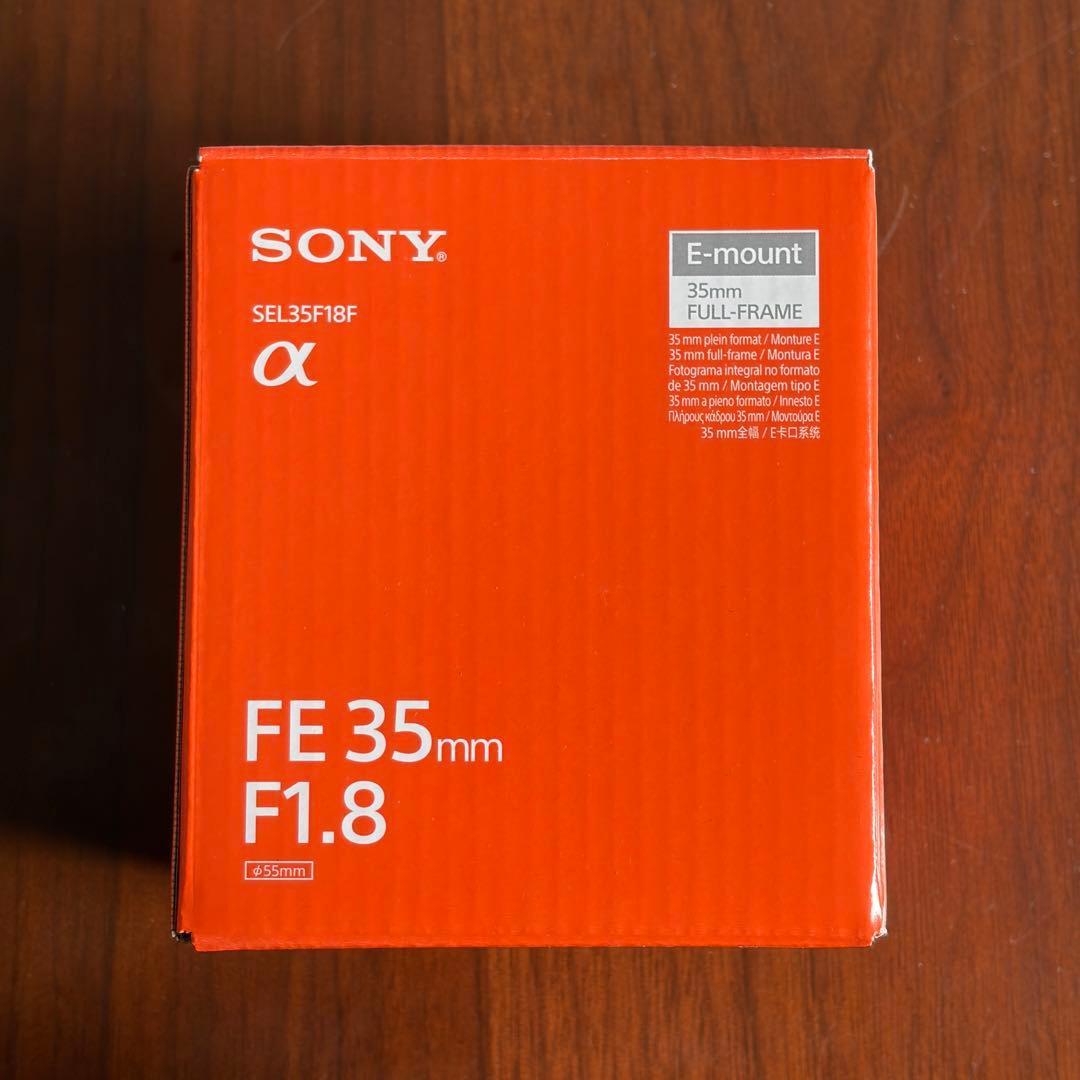 SONY®
SEL35F18F
α
E-mount
35mm
FULL-FRAME
35 mm plein format / Monture E
35 mm full-frame / Montura E
Fotograma integral no formato
de 35 mm / Montagem tipo E
35 mm a pieno formato / Innesto E
Πλήρους κάδρου 35 mm / Μοντούρα E
35 mm全幅 / E卡口系统
FE 35mm
F1.8
ϕ55mm